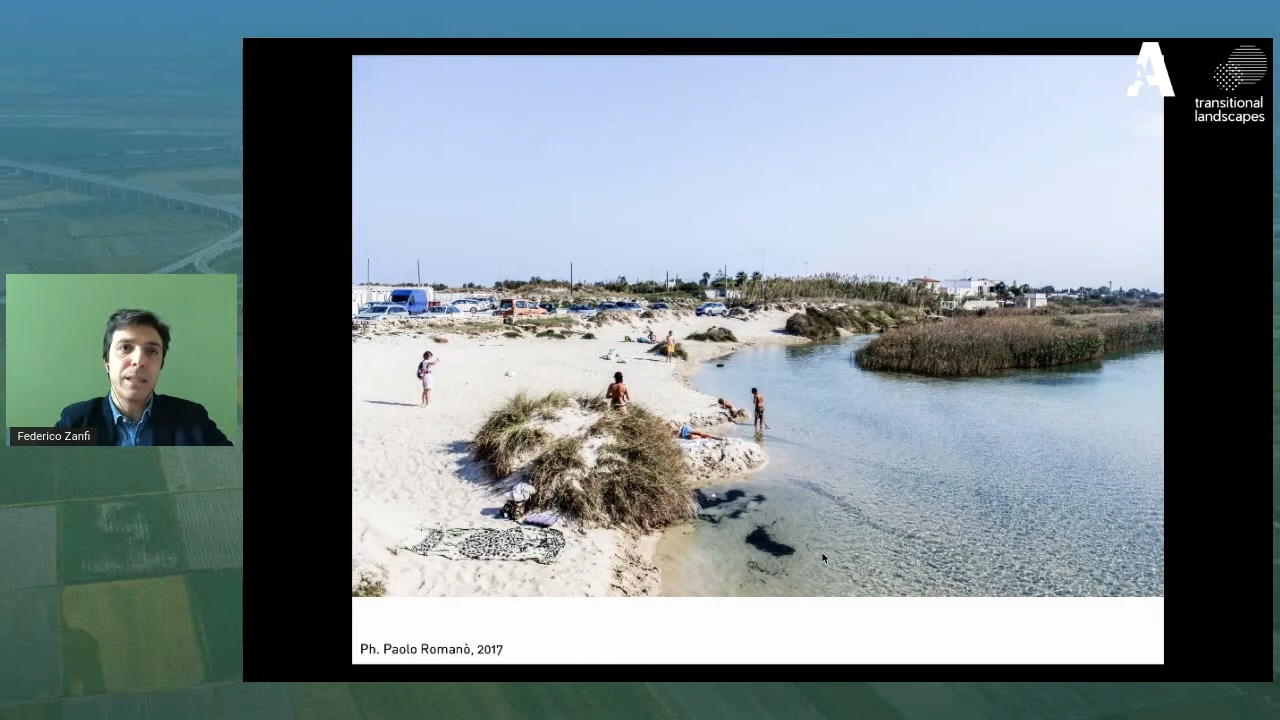 A
transitional
landscapes
Federico Zanfi
Ph. Paolo Romanò, 2017